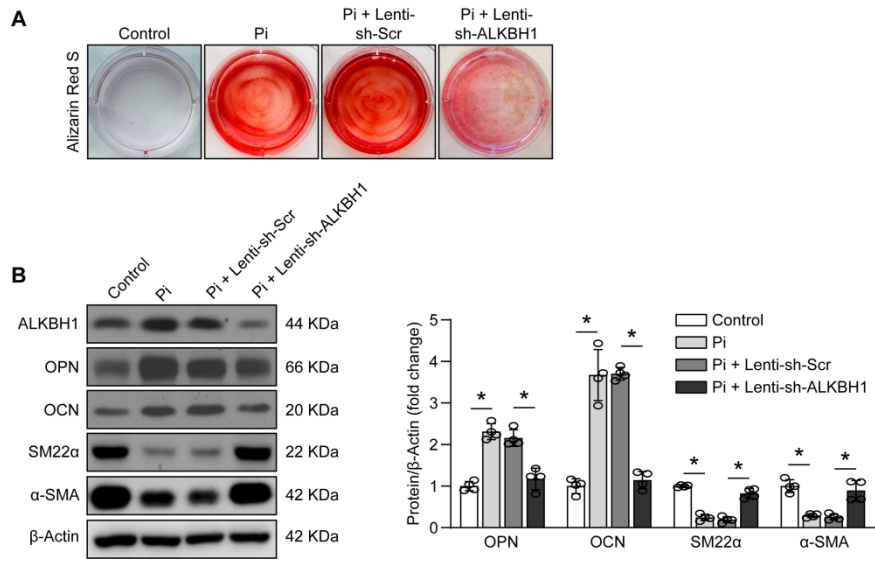 A
Control
Pi
Pi + Lenti-
sh-Scr
Pi + Lenti-
sh-ALKBH1
Alizarin Red S
B
Control
Pi
Pi + Lenti-sh-Scr
Pi + Lenti-sh-ALKBH1
ALKBH1 44 KDa
OPN 66 KDa
OCN 20 KDa
SM22α 22 KDa
α-SMA 42 KDa
β-Actin 42 KDa
Protein/β-Actin (fold change)
5
4
3
2
1
0
* * * * * * * *
OPN OCN SM22α α-SMA
Control
Pi
Pi + Lenti-sh-Scr
Pi + Lenti-sh-ALKBH1